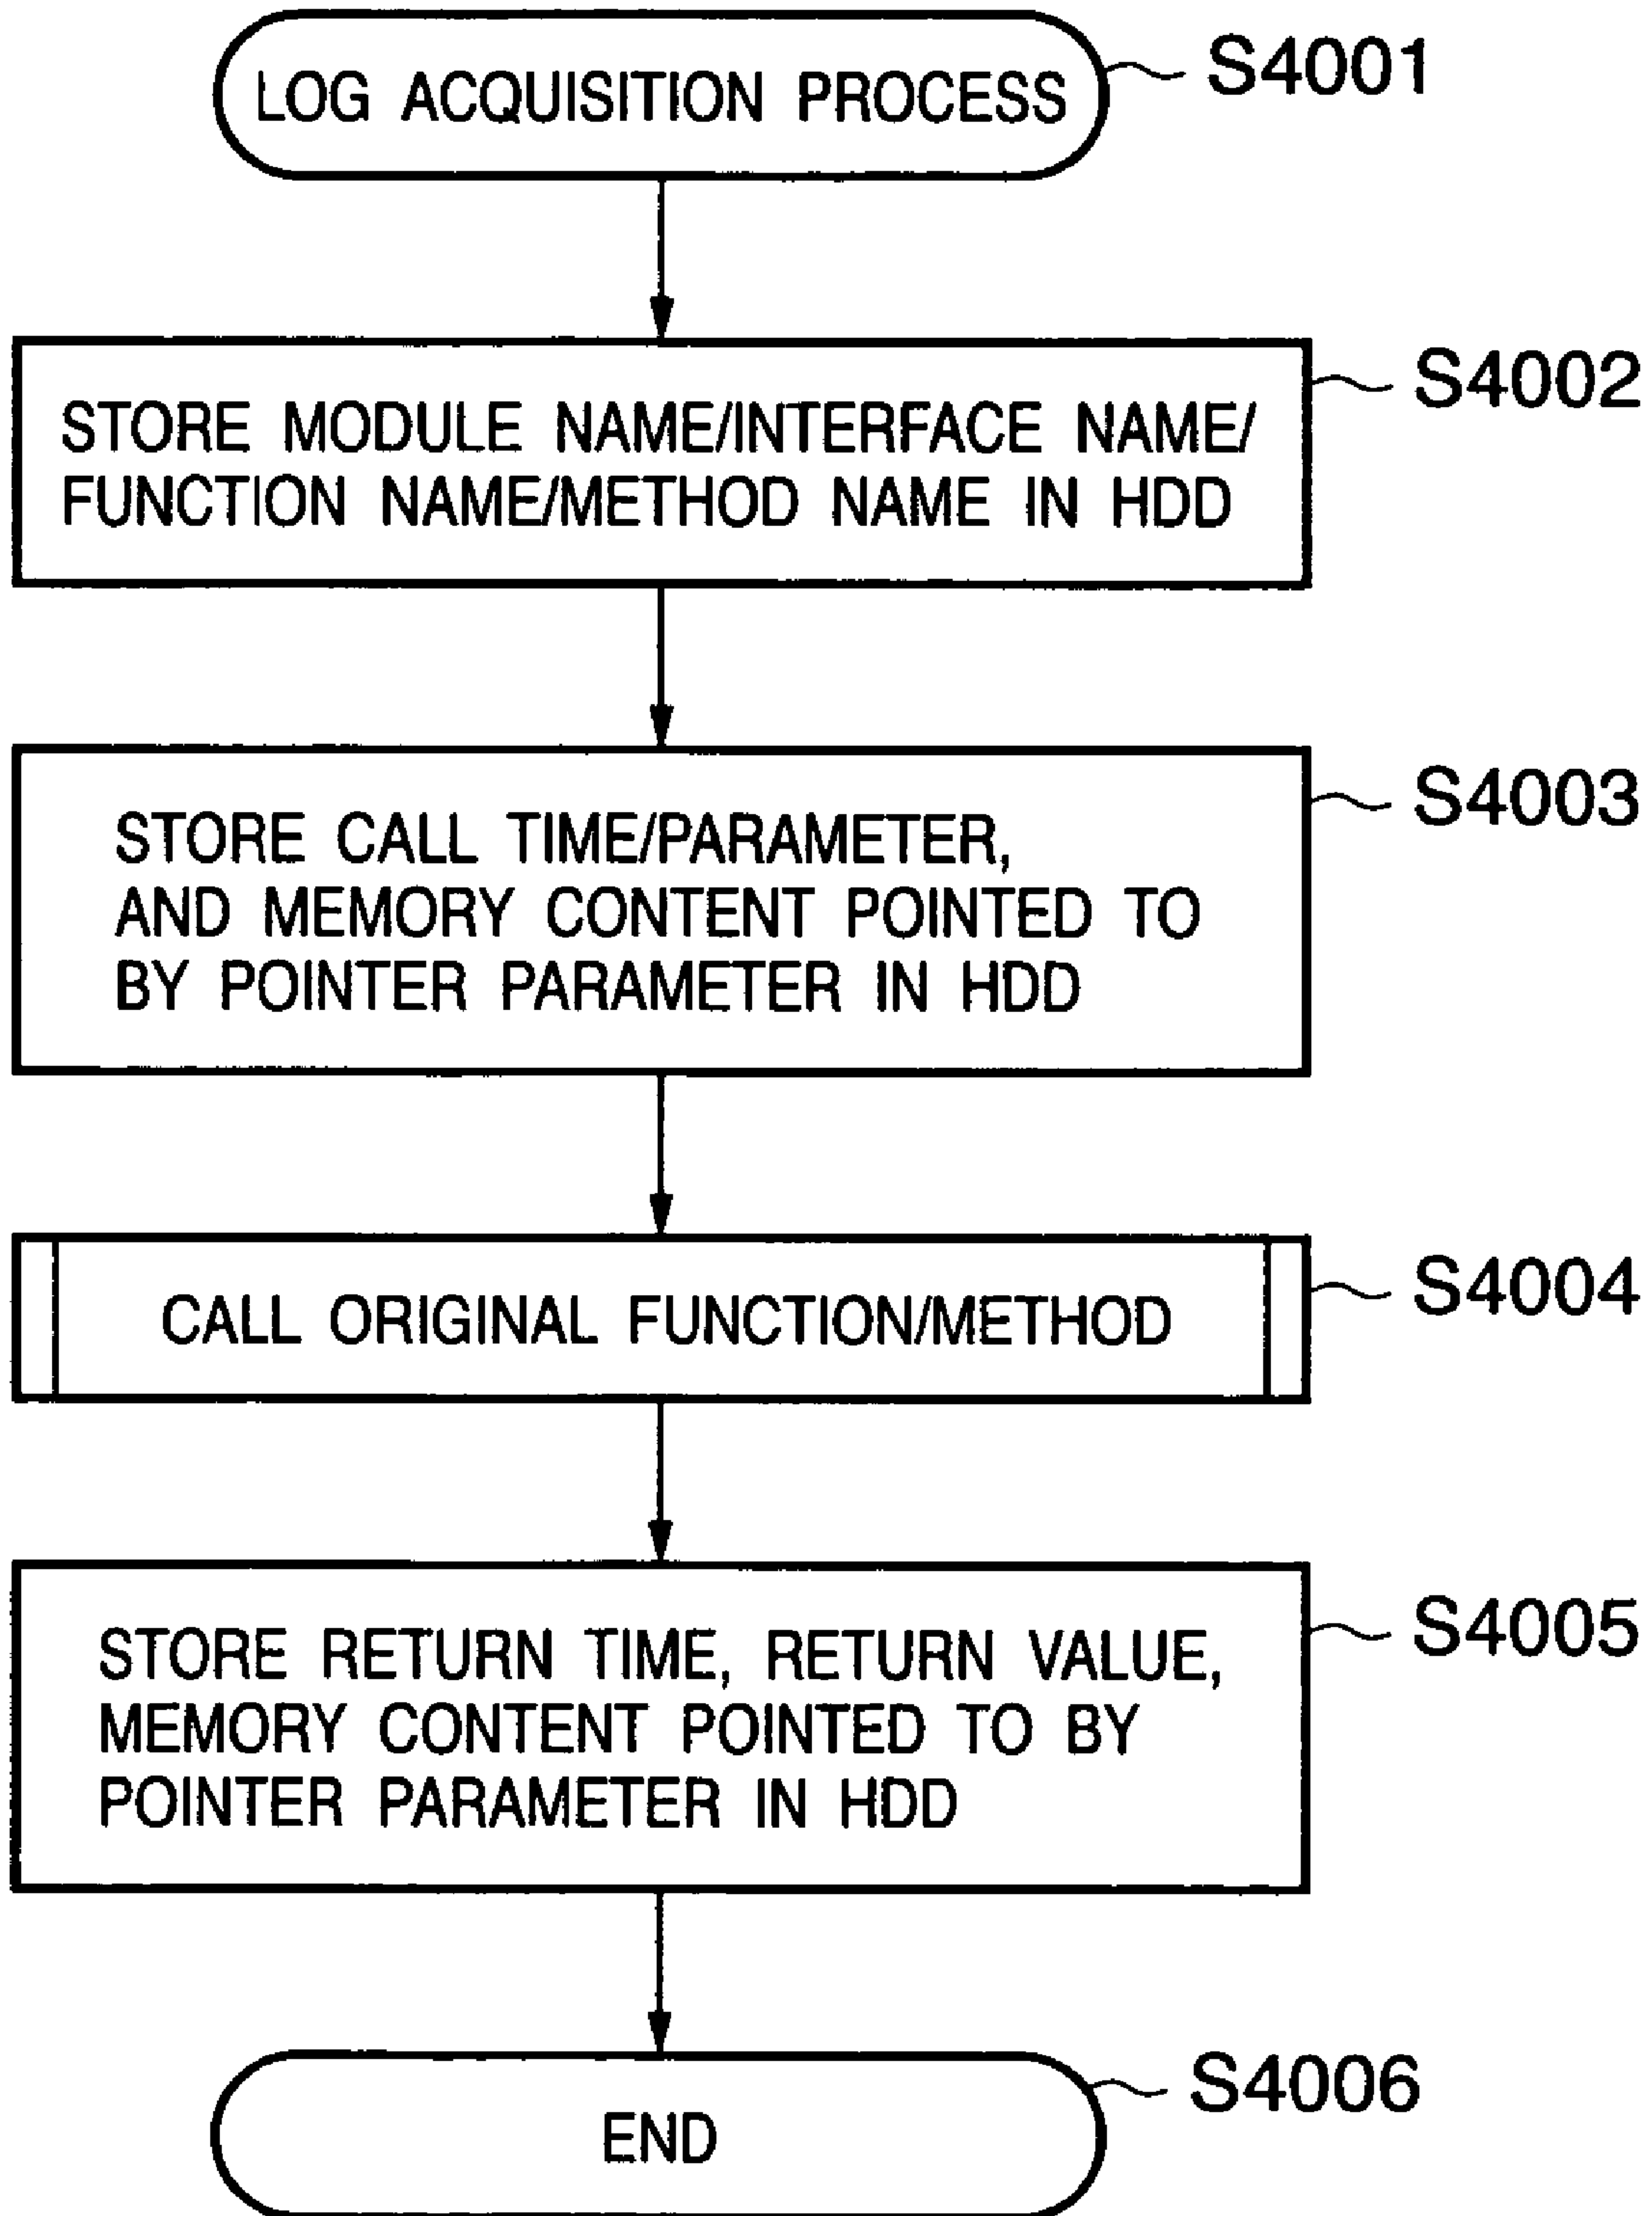 LOG ACQUISITION PROCESS
S4001
STORE MODULE NAME/INTERFACE NAME/
FUNCTION NAME/METHOD NAME IN HDD
S4002
STORE CALL TIME/PARAMETER,
AND MEMORY CONTENT POINTED TO
BY POINTER PARAMETER IN HDD
S4003
CALL ORIGINAL FUNCTION/METHOD
S4004
STORE RETURN TIME, RETURN VALUE,
MEMORY CONTENT POINTED TO BY
POINTER PARAMETER IN HDD
S4005
END
S4006